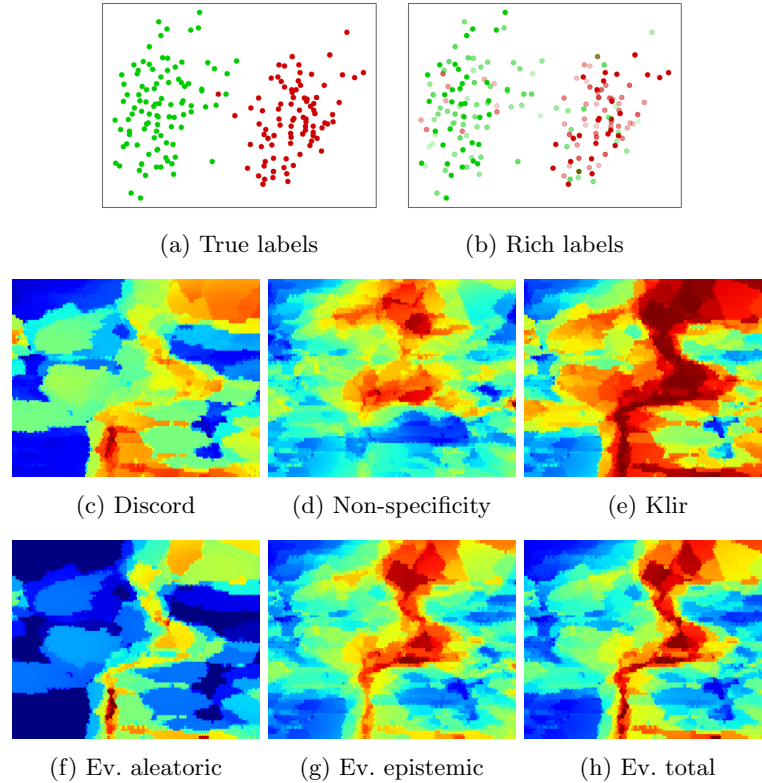 (a) True labels
(b) Rich labels
(c) Discord
(d) Non-specificity
(e) Klir
(f) Ev. aleatoric
(g) Ev. epistemic
(h) Ev. total